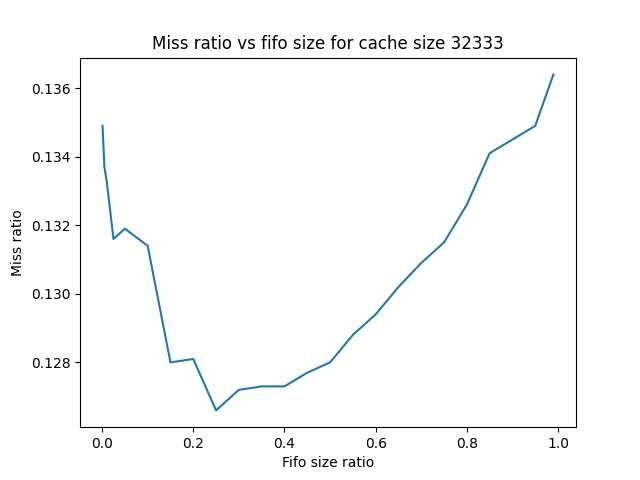 Miss ratio vs fifo size for cache size 32333
Miss ratio
0.136
0.134
0.132
0.130
0.128
0.0 0.2 0.4 0.6 0.8 1.0
Fifo size ratio